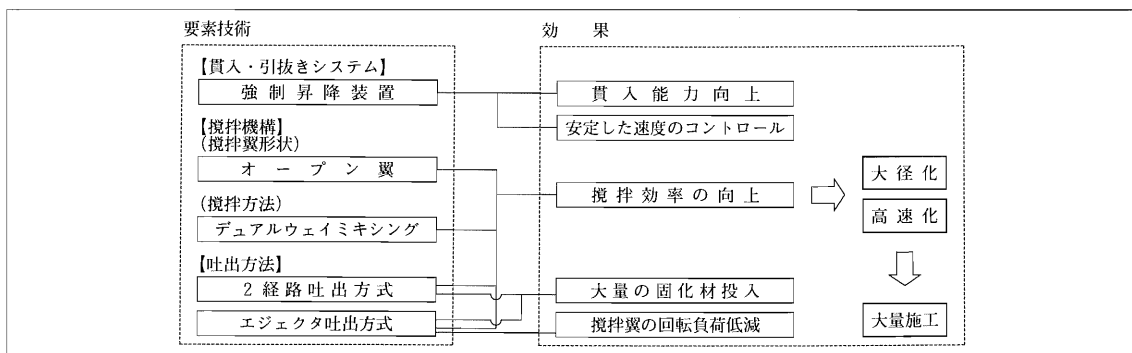 要素技術
【貫入・引抜きシステム】
強制昇降装置
【攪拌機構】
(攪拌翼形状)
オープン翼
(攪拌方法)
デュアルウェイミキシング
【吐出方法】
2経路吐出方式
エジェクタ吐出方式
効果
貫入能力向上
安定した速度のコントロール
攪拌効率の向上
大量の固化材投入
攪拌翼の回転負荷低減
大径化
高速化
大量施工